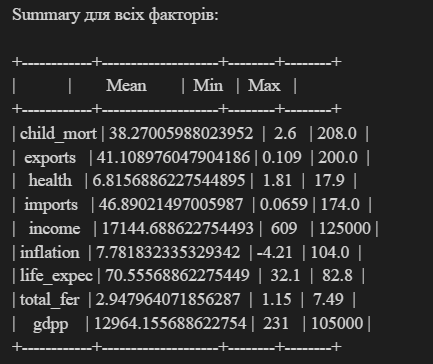 Summary для всіх факторів:
+------------+--------------------+--------+--------+
| | Mean | Min | Max |
+------------+--------------------+--------+--------+
| child_mort | 38.27005988023952 | 2.6 | 208.0 |
| exports | 41.108976047904186 | 0.109 | 200.0 |
| health | 6.8156886227544895 | 1.81 | 17.9 |
| imports | 46.89021497005987 | 0.0659 | 174.0 |
| income | 17144.688622754493 | 609 | 125000 |
| inflation | 7.781832335329342 | -4.21 | 104.0 |
| life_expec | 70.55568862275449 | 32.1 | 82.8 |
| total_fer | 2.947964071856287 | 1.15 | 7.49 |
| gdpp | 12964.155688622754 | 231 | 105000 |
+------------+--------------------+--------+--------+